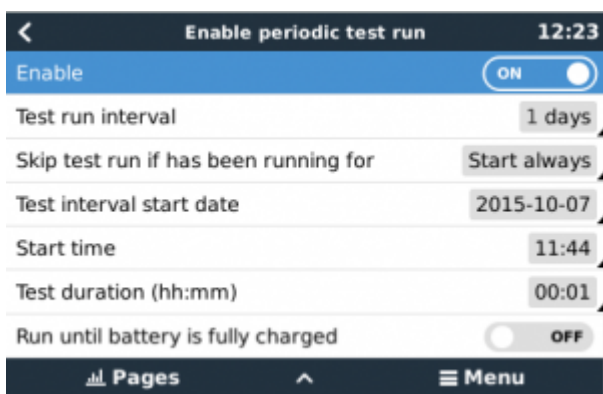 Enable periodic test run 12:23
Enable ON
Test run interval 1 days
Skip test run if has been running for Start always
Test interval start date 2015-10-07
Start time 11:44
Test duration (hh:mm) 00:01
Run until battery is fully charged OFF
Pages Menu